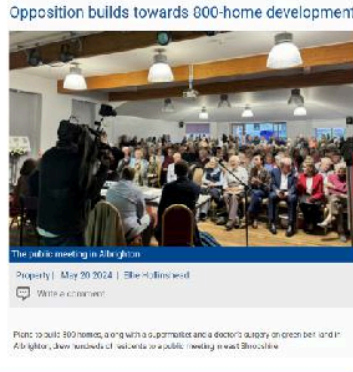 Opposition builds towards 800-home development
The public meeting in Albrighton
Property | May 20 2024 | Ellie Hollinshead
Write a comment
Plans to build 800 homes, along with a supermarket and a doctor's surgery on green belt land in
Albrighton, drew hundreds of residents to a public meeting in east Shropshire